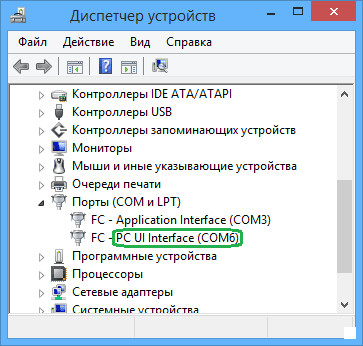 Диспетчер устройств
Файл Действие Вид Справка
Контроллеры IDE ATA/ATAPI
Контроллеры USB
Контроллеры запоминающих устройств
Мониторы
Мыши и иные указывающие устройства
Очереди печати
Порты (COM и LPT)
FC - Application Interface (COM3)
FC - PC UI Interface (COM6)
Программные устройства
Процессоры
Сетевые адаптеры
Системные устройства